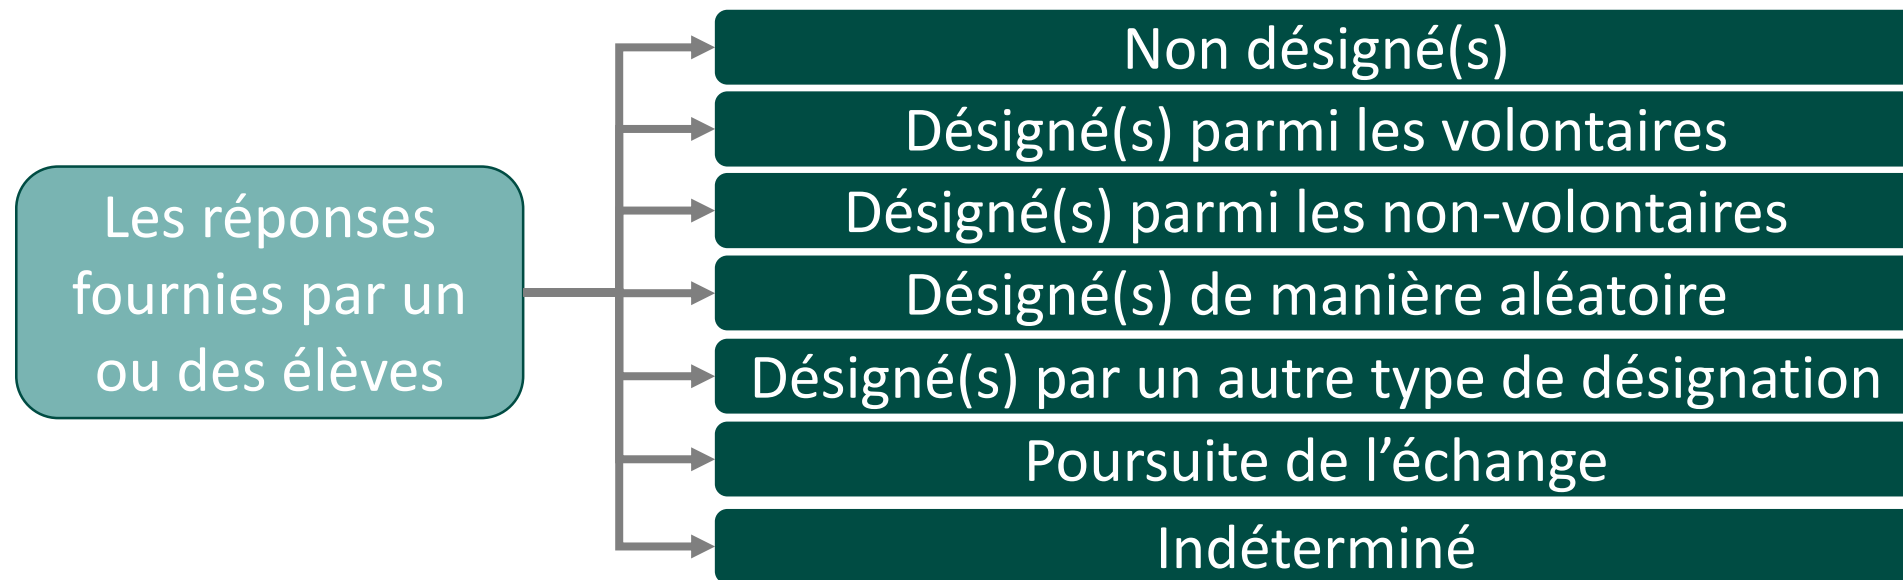 Les réponses
fournies par un
ou des élèves
Non désigné(s)
Désigné(s) parmi les volontaires
Désigné(s) parmi les non-volontaires
Désigné(s) de manière aléatoire
Désigné(s) par un autre type de désignation
Poursuite de l’échange
Indéterminé